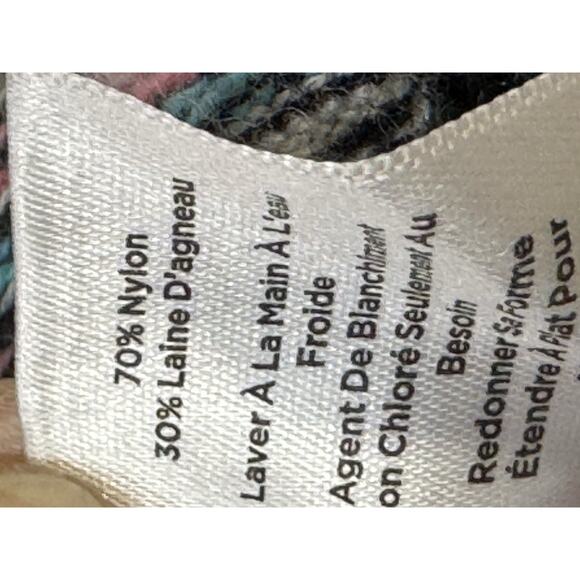 70% Nylon
30% Laine D'agneau
Laver À La Main À L'eau
Froide
Agent De Blanchiment
on Chloré Seulement Au
Besoin
Redonner Sa Forme
Étendre À Plat Pour